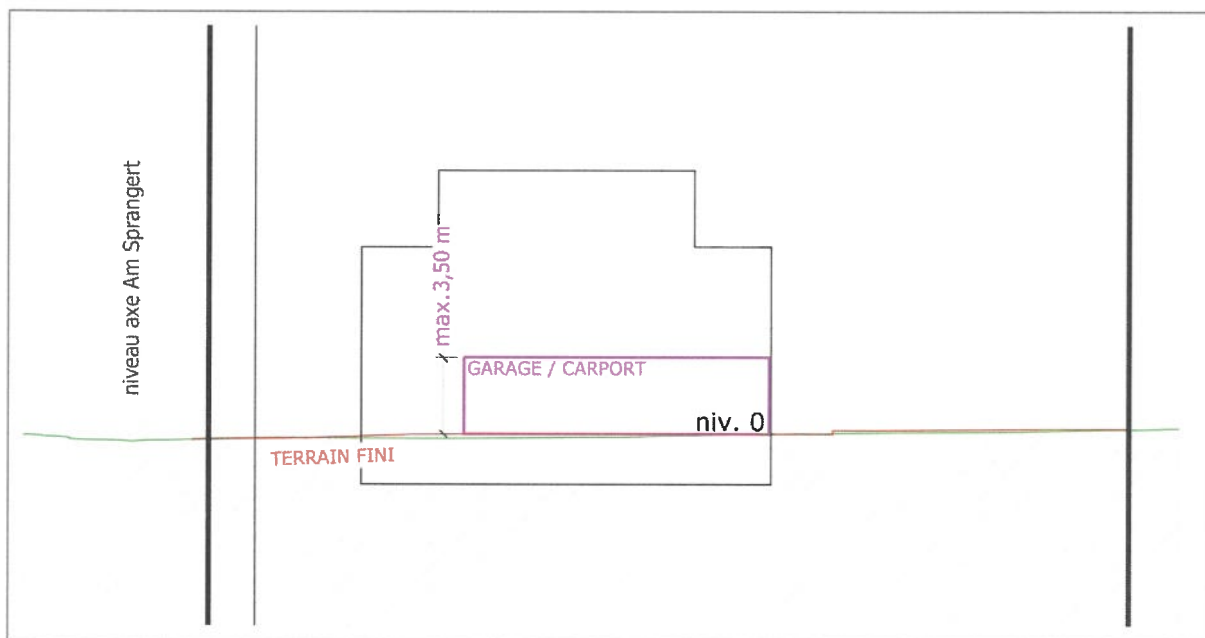 niveau axe Am Sprangert
max. 3,50 m
GARAGE / CARPORT
niv. 0
TERRAIN FINI